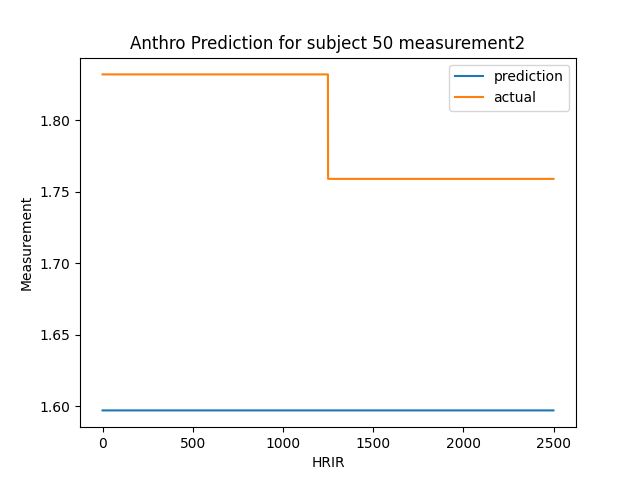 Anthro Prediction for subject 50 measurement2
prediction
actual
1.80
1.75
1.70
1.65
1.60
Measurement
0 500 1000 1500 2000 2500
HRIR